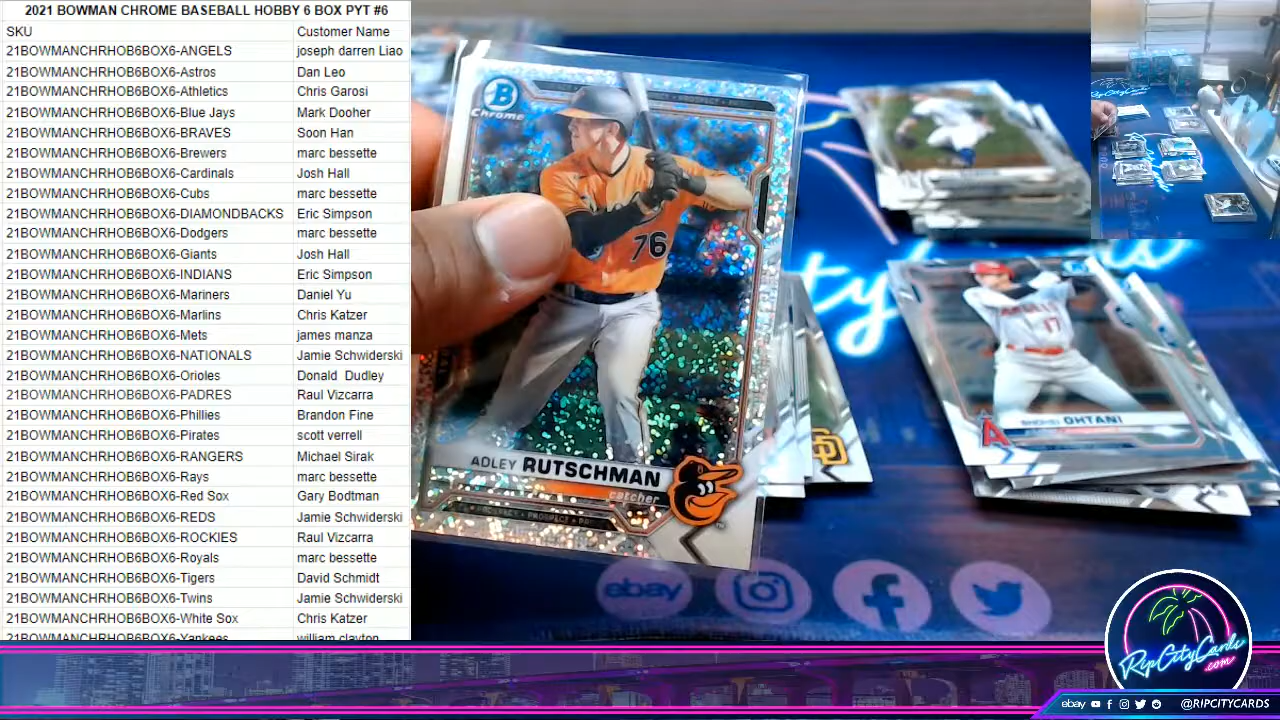 2021 BOWMAN CHROME BASEBALL HOBBY 6 BOX PYT #6
SKU Customer Name
21BOWMANCHRHOB6BOX6-ANGELS joseph darren Liao
21BOWMANCHRHOB6BOX6-Astros Dan Leo
21BOWMANCHRHOB6BOX6-Athletics Chris Garosi
21BOWMANCHRHOB6BOX6-Blue Jays Mark Dooher
21BOWMANCHRHOB6BOX6-BRAVES Soon Han
21BOWMANCHRHOB6BOX6-Brewers marc bessette
21BOWMANCHRHOB6BOX6-Cardinals Josh Hall
21BOWMANCHRHOB6BOX6-Cubs marc bessette
21BOWMANCHRHOB6BOX6-DIAMONDBACKS Eric Simpson
21BOWMANCHRHOB6BOX6-Dodgers marc bessette
21BOWMANCHRHOB6BOX6-Giants Josh Hall
21BOWMANCHRHOB6BOX6-INDIANS Eric Simpson
21BOWMANCHRHOB6BOX6-Mariners Daniel Yu
21BOWMANCHRHOB6BOX6-Marlins Chris Katzer
21BOWMANCHRHOB6BOX6-Mets james manza
21BOWMANCHRHOB6BOX6-NATIONALS Jamie Schwiderski
21BOWMANCHRHOB6BOX6-Orioles Donald  Dudley
21BOWMANCHRHOB6BOX6-PADRES Raul Vizcarra
21BOWMANCHRHOB6BOX6-Phillies Brandon Fine
21BOWMANCHRHOB6BOX6-Pirates scott verrell
21BOWMANCHRHOB6BOX6-RANGERS Michael Sirak
21BOWMANCHRHOB6BOX6-Rays marc bessette
21BOWMANCHRHOB6BOX6-Red Sox Gary Bodtman
21BOWMANCHRHOB6BOX6-REDS Jamie Schwiderski
21BOWMANCHRHOB6BOX6-ROCKIES Raul Vizcarra
21BOWMANCHRHOB6BOX6-Royals marc bessette
21BOWMANCHRHOB6BOX6-Tigers David Schmidt
21BOWMANCHRHOB6BOX6-Twins Jamie Schwiderski
21BOWMANCHRHOB6BOX6-White Sox Chris Katzer
21BOWMANCHRHOB6BOX6-Yankees william clayton
B
Chrome
76
ADLEY RUTSCHMAN
catcher
PROSPECT
17
OHTANI
A
SD
ebay
RipCityCards
.com
ebay @RIPCITYCARDS